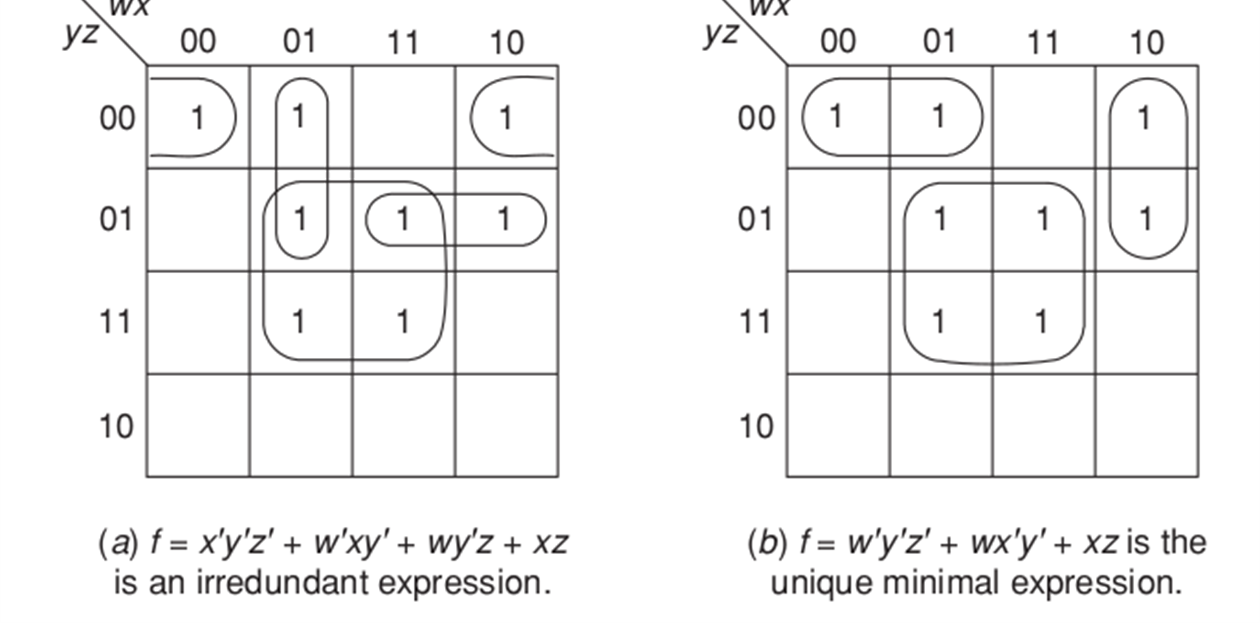 wx
yz 00 01 11 10
00 1 1 1
01 1 1 1
11 1 1
10
(a) f = x'y'z' + w'xy' + wy'z + xz
is an irredundant expression.
wx
yz 00 01 11 10
00 1 1 1
01 1 1 1
11 1 1
10
(b) f = w'y'z' + wx'y' + xz is the
unique minimal expression.